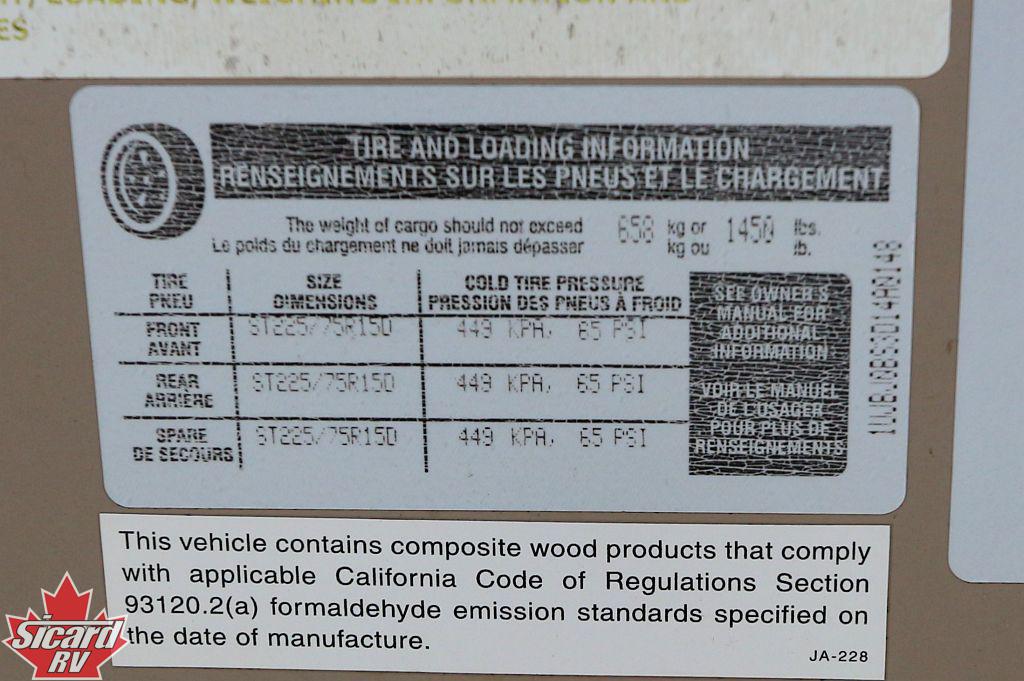 ES
TIRE AND LOADING INFORMATION
RENSEIGNEMENTS SUR LES PNEUS ET LE CHARGEMENT
The weight of cargo should not exceed 658 kg or 1450 lbs.
Le poids du chargement ne doit jamais dépasser kg ou lb.
TIRE SIZE COLD TIRE PRESSURE
PNEU DIMENSIONS PRESSION DES PNEUS À FROID
FRONT ST225/75R15D 449 KPA, 65 PSI
AVANT
REAR ST225/75R15D 449 KPA, 65 PSI
ARRIÈRE
SPARE ST225/75R15D 449 KPA, 65 PSI
DE SECOURS
SEE OWNER'S
MANUAL FOR
ADDITIONAL
INFORMATION
VOIR LE MANUEL
DE L'USAGER
POUR PLUS DE
RENSEIGNEMENTS
This vehicle contains composite wood products that comply
with applicable California Code of Regulations Section
93120.2(a) formaldehyde emission standards specified on
the date of manufacture.
JA-228
Sicard
RV